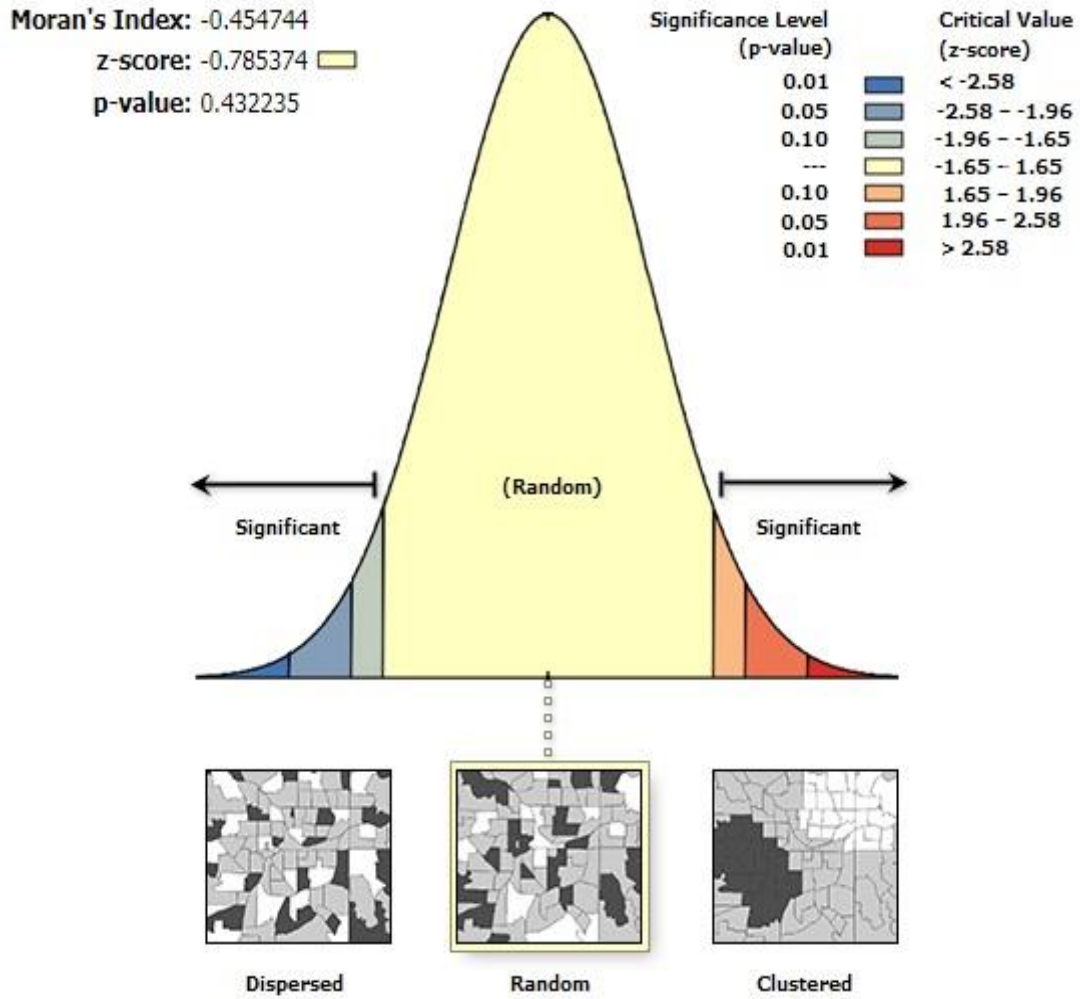 Moran's Index: -0.454744
z-score: -0.785374
p-value: 0.432235
Significance Level
(p-value)
Critical Value
(z-score)
0.01 < -2.58
0.05 -2.58 – -1.96
0.10 -1.96 – -1.65
--- -1.65 – 1.65
0.10 1.65 – 1.96
0.05 1.96 – 2.58
0.01 > 2.58
(Random)
Significant
Significant
Dispersed
Random
Clustered